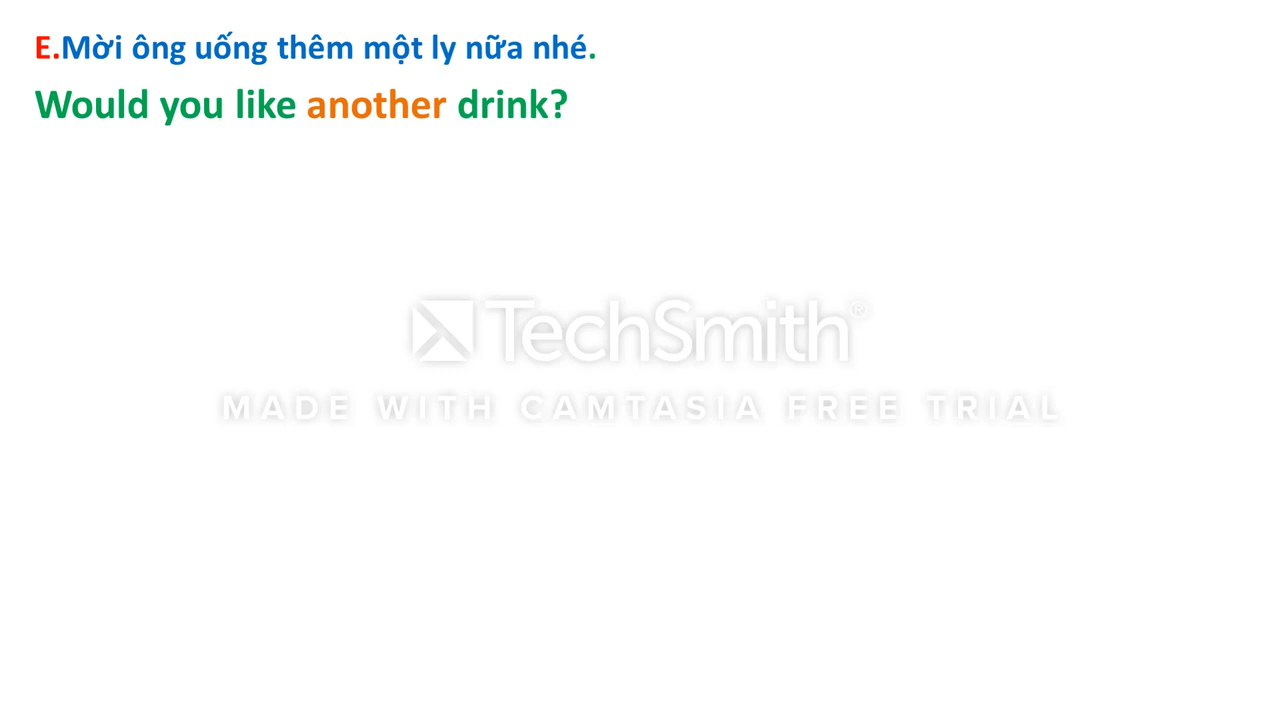 E.Mời ông uống thêm một ly nữa nhé.
Would you like another drink?
TechSmith®
MADE WITH CAMTASIA FREE TRIAL